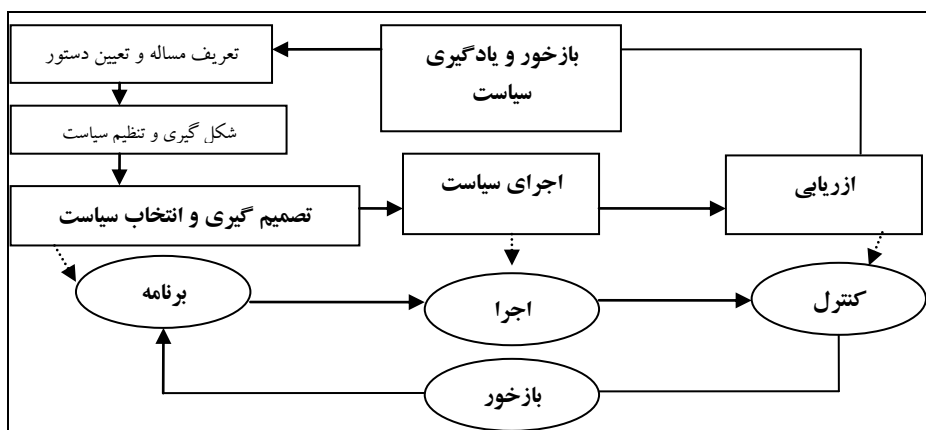 تعریف مساله و تعیین دستور
بازخور و یادگیری
سیاست
شکل گیری و تنظیم سیاست
تصمیم گیری و انتخاب سیاست
اجرای سیاست
ازریابی
برنامه
اجرا
کنترل
بازخور